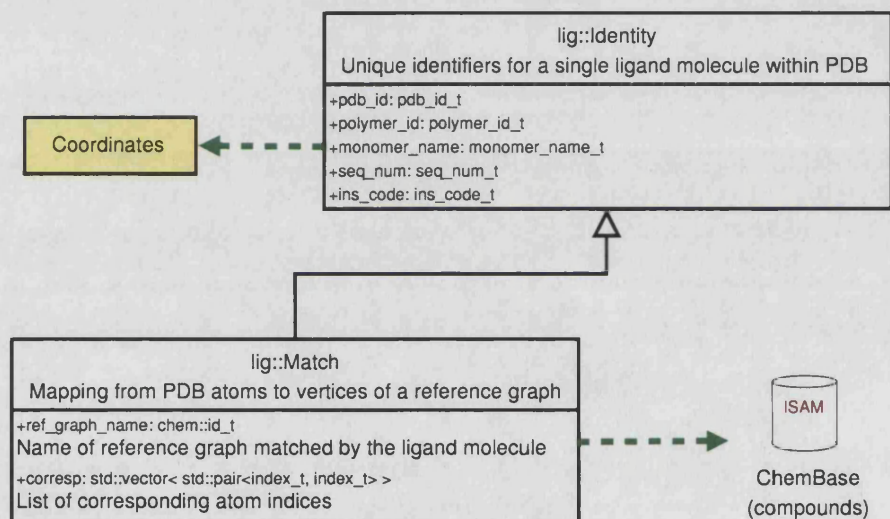 lig::Identity
Unique identifiers for a single ligand molecule within PDB
+pdb_id: pdb_id_t
+polymer_id: polymer_id_t
+monomer_name: monomer_name_t
+seq_num: seq_num_t
+ins_code: ins_code_t
Coordinates
lig::Match
Mapping from PDB atoms to vertices of a reference graph
+ref_graph_name: chem::id_t
Name of reference graph matched by the ligand molecule
+corresp: std::vector< std::pair<index_t, index_t> >
List of corresponding atom indices
ISAM
ChemBase
(compounds)